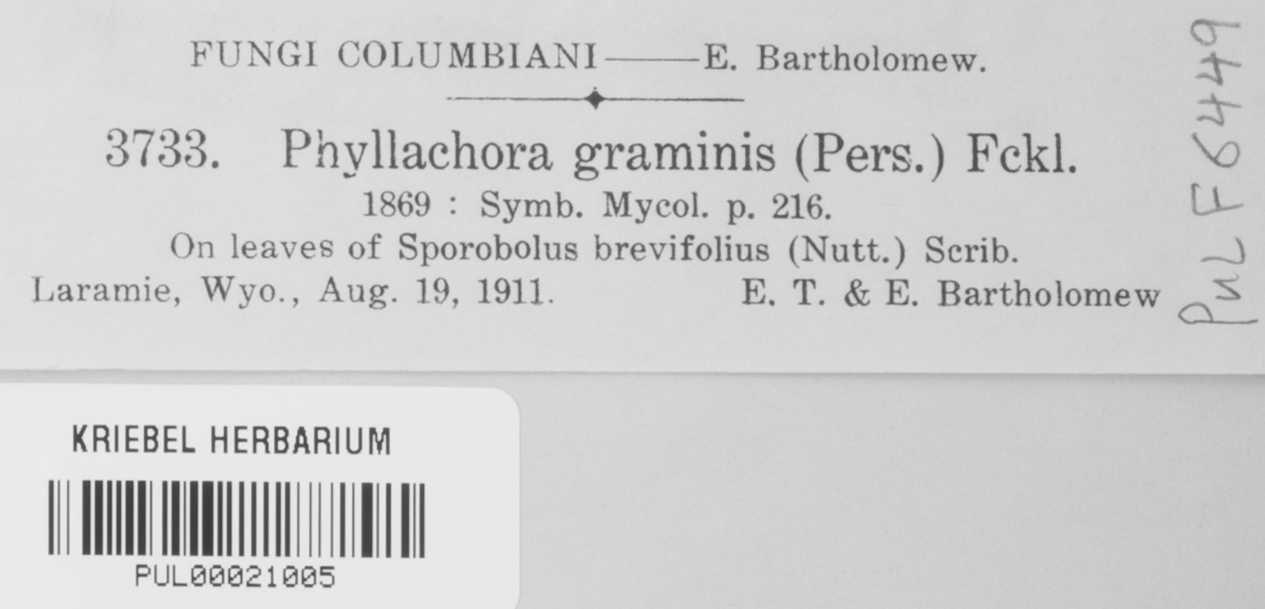 FUNGI COLUMBIANI——E. Bartholomew.
3733. Phyllachora graminis (Pers.) Fckl.
1869 : Symb. Mycol. p. 216.
On leaves of Sporobolus brevifolius (Nutt.) Scrib.
Laramie, Wyo., Aug. 19, 1911. E. T. & E. Bartholomew
PUL F6449
KRIEBEL HERBARIUM
PUL00021005